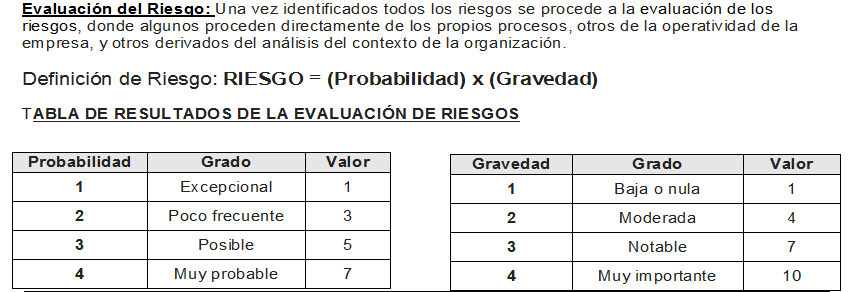 Evaluación del Riesgo: Una vez identificados todos los riesgos se procede a la evaluación de los
riesgos, donde algunos proceden directamente de los propios procesos, otros de la operatividad de la
empresa, y otros derivados del análisis del contexto de la organización.
Definición de Riesgo: RIESGO = (Probabilidad) x (Gravedad)
TABLA DE RESULTADOS DE LA EVALUACIÓN DE RIESGOS
Probabilidad Grado Valor
1 Excepcional 1
2 Poco frecuente 3
3 Posible 5
4 Muy probable 7
Gravedad Grado Valor
1 Baja o nula 1
2 Moderada 4
3 Notable 7
4 Muy importante 10